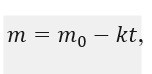 m = m₀ − kt,